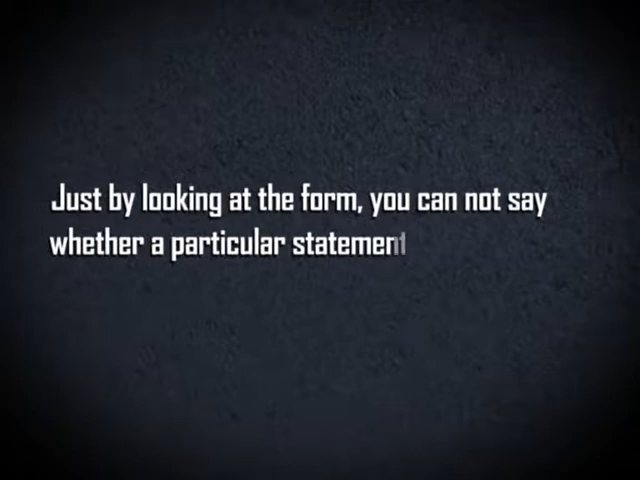 Just by looking at the form, you can not say
whether a particular statement